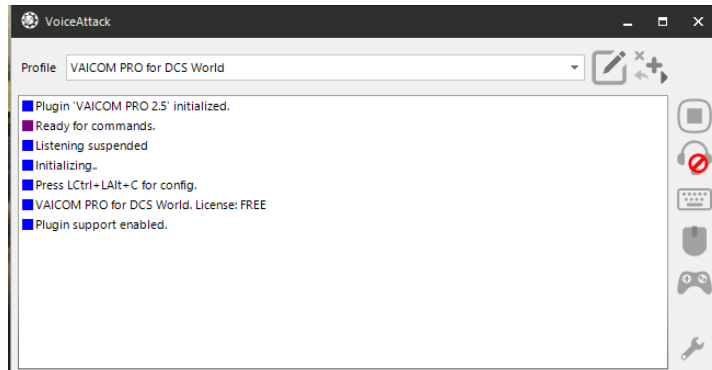 VoiceAttack
Profile VAICOM PRO for DCS World
Plugin 'VAICOM PRO 2.5' initialized.
Ready for commands.
Listening suspended
Initializing..
Press LCtrl+LAlt+C for config.
VAICOM PRO for DCS World. License: FREE
Plugin support enabled.